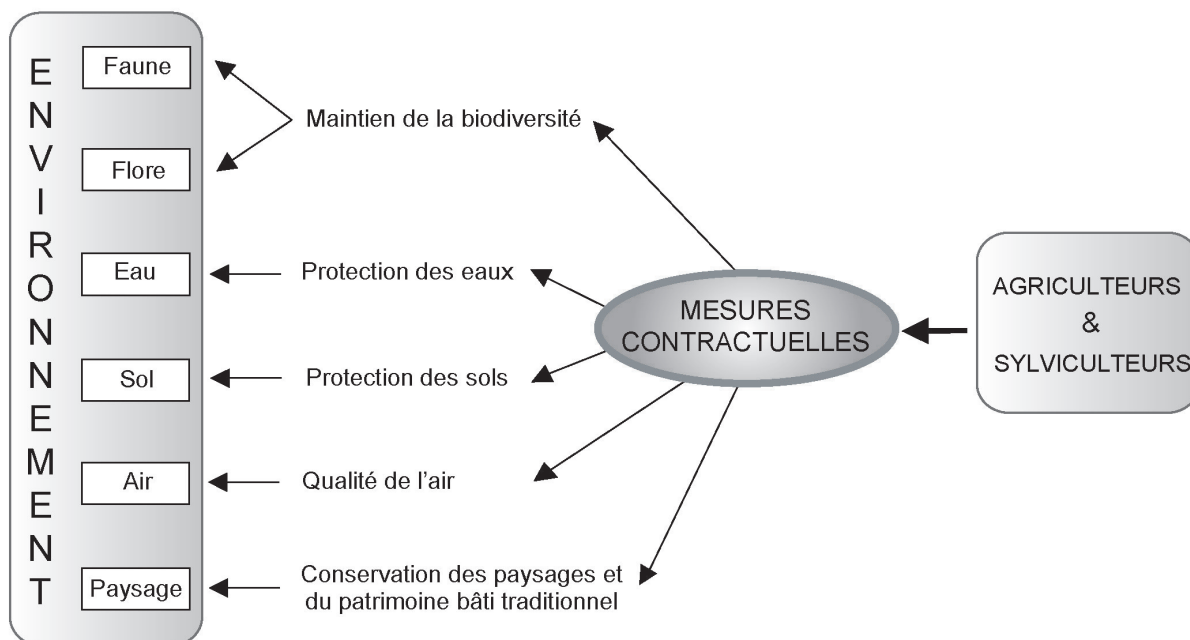 ENVIRONNEMENT
Faune
Flore
Eau
Sol
Air
Paysage
Maintien de la biodiversité
Protection des eaux
Protection des sols
Qualité de l'air
Conservation des paysages et
du patrimoine bâti traditionnel
MESURES
CONTRACTUELLES
AGRICULTEURS
&
SYLVICULTEURS